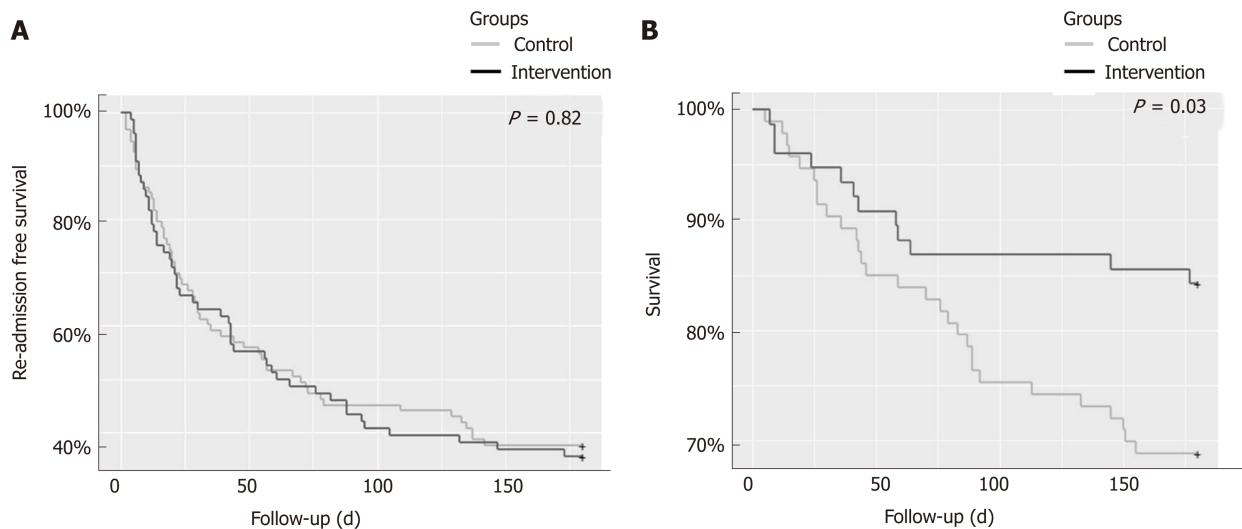 A
Groups
Control
Intervention
P = 0.82
Re-admission free survival
100%
80%
60%
40%
0 50 100 150
Follow-up (d)
B
Groups
Control
Intervention
P = 0.03
Survival
100%
90%
80%
70%
0 50 100 150
Follow-up (d)